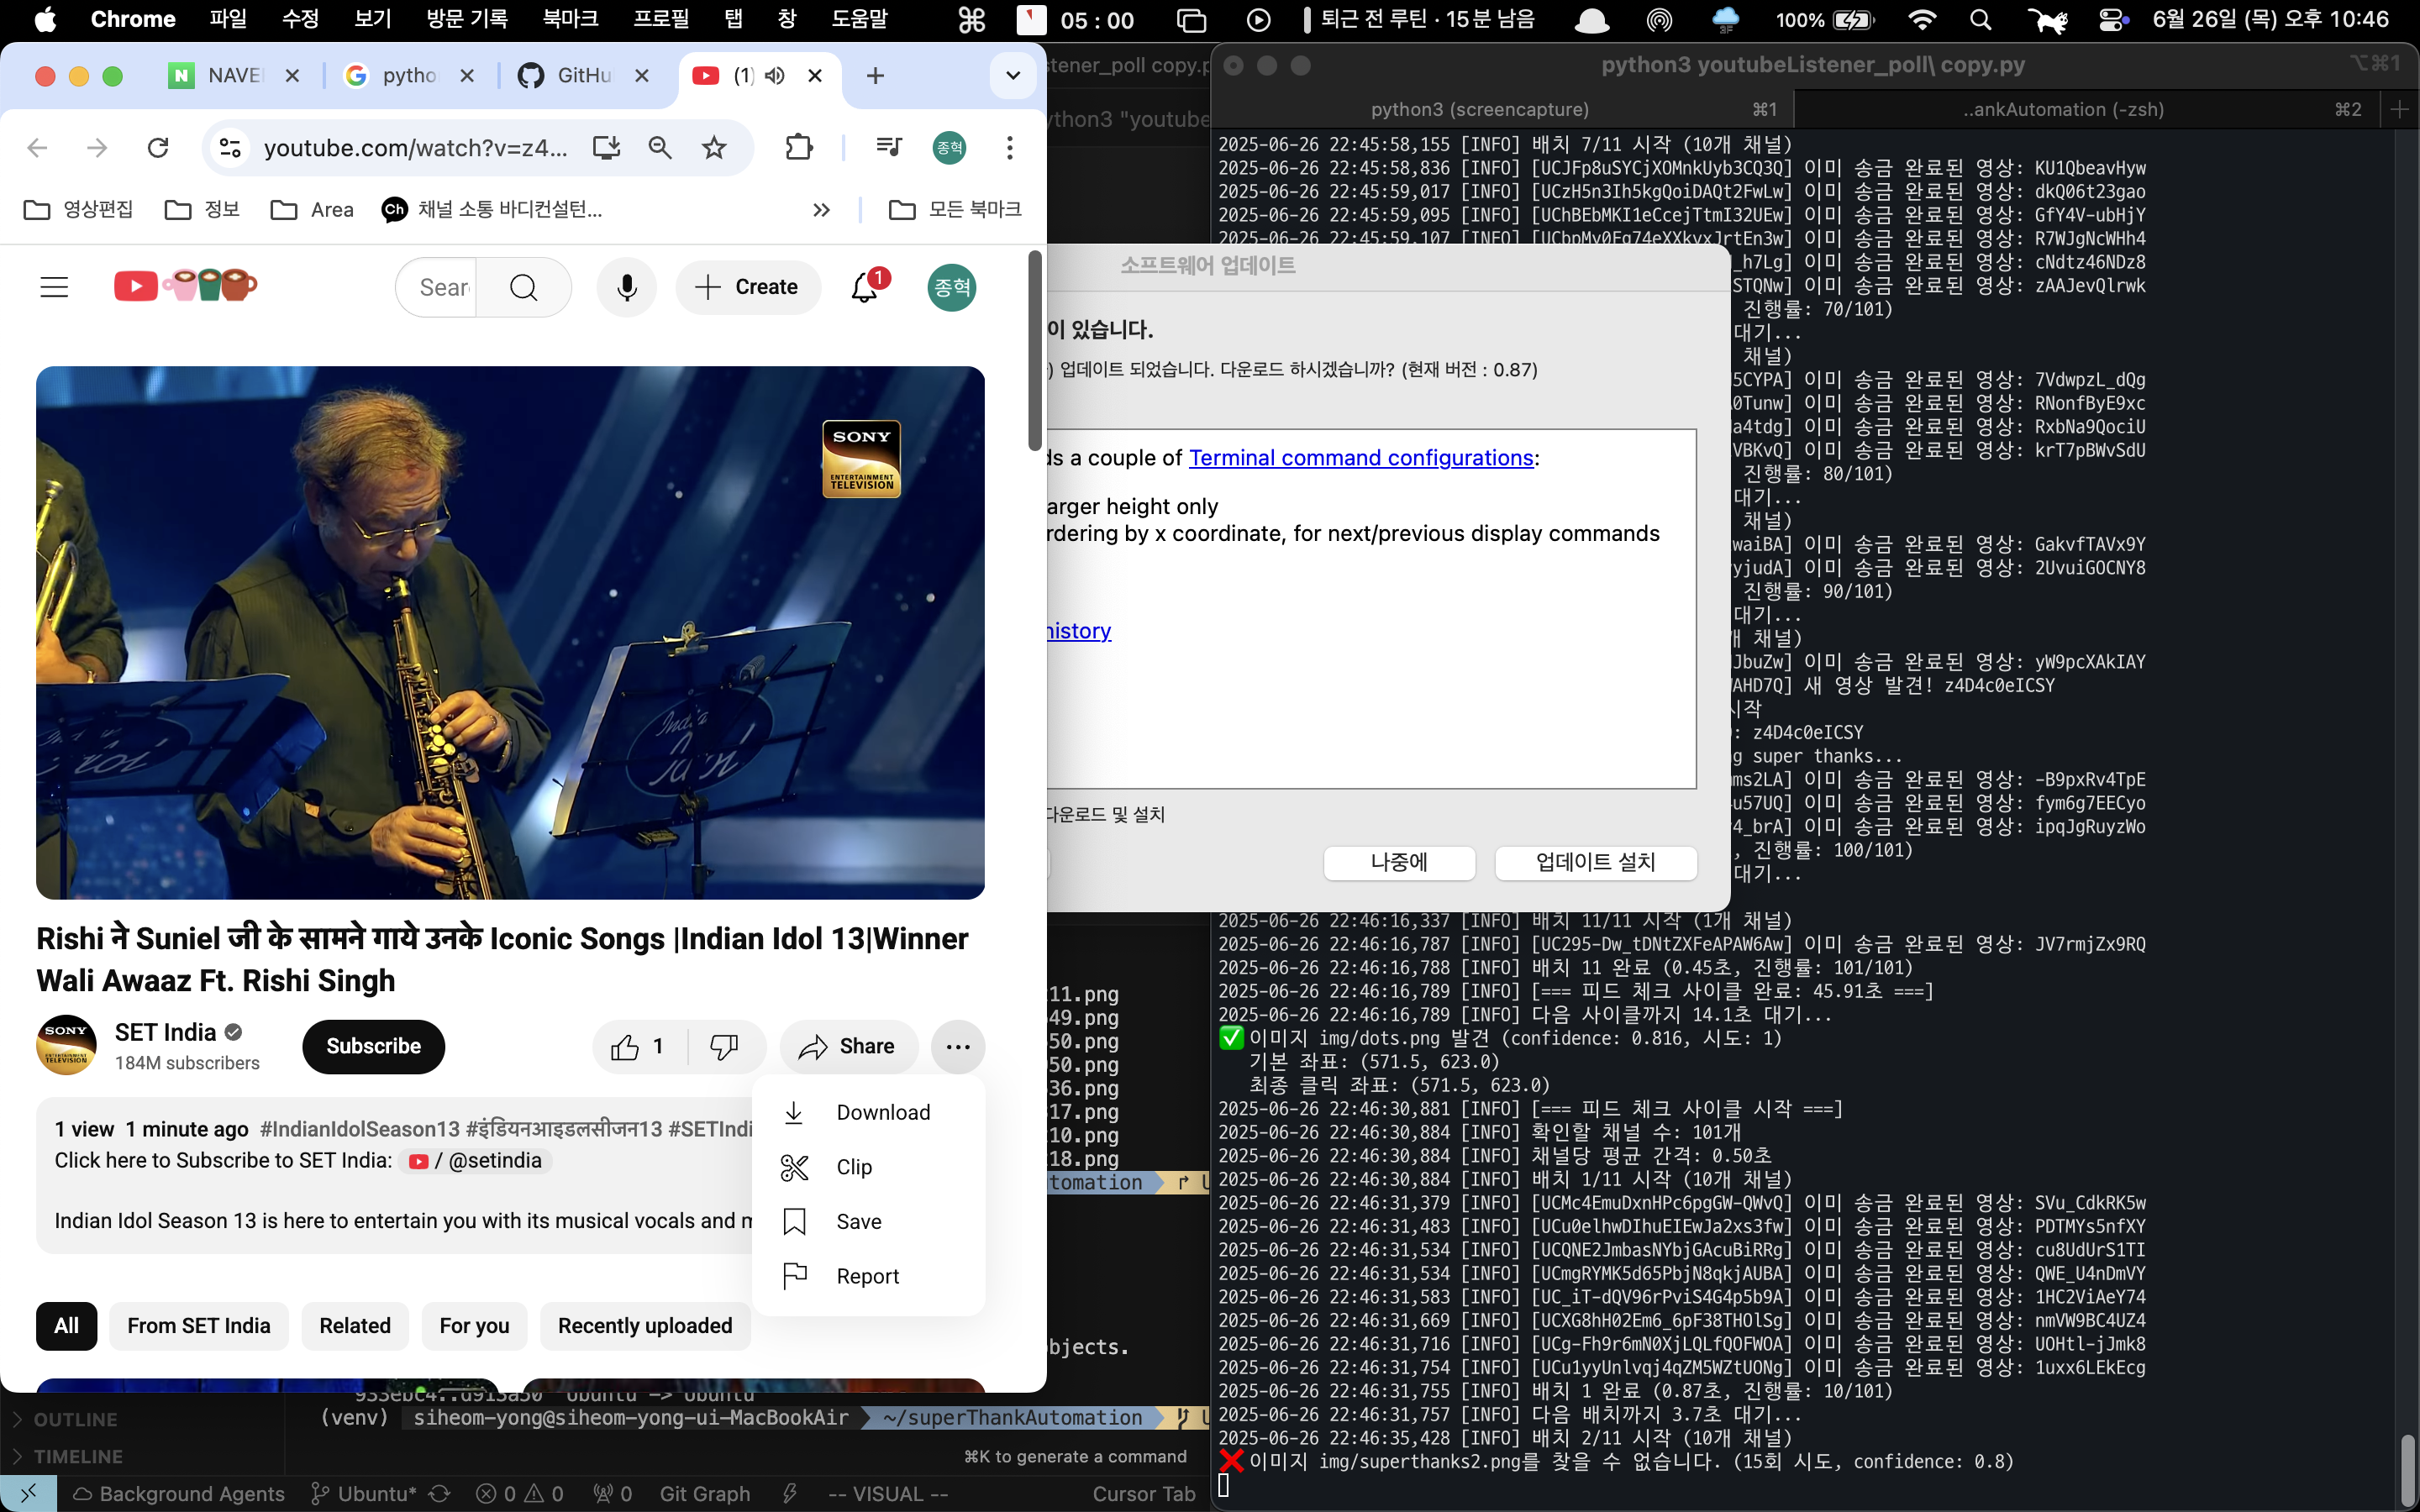 Chrome 파일 수정 보기 방문 기록 북마크 프로필 탭 창 도움말 05 : 00 퇴근 전 루틴 · 15분 남음 3F 100% 6월 26일 (목) 오후 10:46
NAVE pytho GitHu (1)
youtube.com/watch?v=z4... 종혁
영상편집 정보 Area Ch 채널 소통 바디컨설턴... 모든 북마크
Sear Create 1 종혁
SONY
ENTERTAINMENT
TELEVISION
Rishi ने Suniel जी के सामने गाये उनके Iconic Songs |Indian Idol 13|Winner
Wali Awaaz Ft. Rishi Singh
SET India
184M subscribers
Subscribe
1
Share
Download
Clip
Save
Report
1 view 1 minute ago #IndianIdolSeason13 #इंडियनआइडलसीजन13 #SETIndi
Click here to Subscribe to SET India: / @setindia
Indian Idol Season 13 is here to entertain you with its musical vocals and m
All From SET India Related For you Recently uploaded
stener_poll copy.p
ython3 "youtube
소프트웨어 업데이트
이 있습니다.
) 업데이트 되었습니다. 다운로드 하시겠습니까? (현재 버전 : 0.87)
ds a couple of Terminal command configurations:
arger height only
rdering by x coordinate, for next/previous display commands
history
다운로드 및 설치
나중에 업데이트 설치
11.png
49.png
50.png
50.png
36.png
17.png
10.png
18.png
tomation
bjects.
(venv) siheom-yong@siheom-yong-ui-MacBookAir ~/superThankAutomation
⌘K to generate a command
OUTLINE
TIMELINE
Background Agents Ubuntu* 0 0 0 Git Graph -- VISUAL -- Cursor Tab
python3 youtubeListener_poll\ copy.py ⌥⌘1
python3 (screencapture) ⌘1 ..ankAutomation (-zsh) ⌘2
2025-06-26 22:45:58,155 [INFO] 배치 7/11 시작 (10개 채널)
2025-06-26 22:45:58,836 [INFO] [UCJFp8uSYCjXOMnkUyb3CQ3Q] 이미 송금 완료된 영상: KU1QbeavHyw
2025-06-26 22:45:59,017 [INFO] [UCzH5n3Ih5kgQoiDAQt2FwLw] 이미 송금 완료된 영상: dkQ06t23gao
2025-06-26 22:45:59,095 [INFO] [UChBEbMKI1eCcejTtmI32UEw] 이미 송금 완료된 영상: GfY4V-ubHjY
2025-06-26 22:45:59,107 [INFO] 이미 송금 완료된 영상: R7WJgNcWHh4
_h7Lg] 이미 송금 완료된 영상: cNdtz46NDz8
STQNw] 이미 송금 완료된 영상: zAAJevQlrwk
진행률: 70/101)
대기...
채널)
5CYPA] 이미 송금 완료된 영상: 7VdwpzL_dQg
0Tunw] 이미 송금 완료된 영상: RNonfByE9xc
a4tdg] 이미 송금 완료된 영상: RxbNa9QociU
VBKvQ] 이미 송금 완료된 영상: krT7pBWvSdU
진행률: 80/101)
대기...
채널)
waiBA] 이미 송금 완료된 영상: GakvfTAVx9Y
yjudA] 이미 송금 완료된 영상: 2UvuiGOCNY8
진행률: 90/101)
대기...
개 채널)
JbuZw] 이미 송금 완료된 영상: yW9pcXAkIAY
AHD7Q] 새 영상 발견! z4D4c0eICSY
시작
: z4D4c0eICSY
g super thanks...
ms2LA] 이미 송금 완료된 영상: -B9pxRv4TpE
u57UQ] 이미 송금 완료된 영상: fym6g7EECyo
4_brA] 이미 송금 완료된 영상: ipqJgRuyzWo
, 진행률: 100/101)
대기...
2025-06-26 22:46:16,337 [INFO] 배치 11/11 시작 (1개 채널)
2025-06-26 22:46:16,787 [INFO] [UC295-Dw_tDNtZXFeAPAW6Aw] 이미 송금 완료된 영상: JV7rmjZx9RQ
2025-06-26 22:46:16,788 [INFO] 배치 11 완료 (0.45초, 진행률: 101/101)
2025-06-26 22:46:16,789 [INFO] [=== 피드 체크 사이클 완료: 45.91초 ===]
2025-06-26 22:46:16,789 [INFO] 다음 사이클까지 14.1초 대기...
✅ 이미지 img/dots.png 발견 (confidence: 0.816, 시도: 1)
기본 좌표: (571.5, 623.0)
최종 클릭 좌표: (571.5, 623.0)
2025-06-26 22:46:30,881 [INFO] [=== 피드 체크 사이클 시작 ===]
2025-06-26 22:46:30,884 [INFO] 확인할 채널 수: 101개
2025-06-26 22:46:30,884 [INFO] 채널당 평균 간격: 0.50초
2025-06-26 22:46:30,884 [INFO] 배치 1/11 시작 (10개 채널)
2025-06-26 22:46:31,379 [INFO] [UCMc4EmuDxnHPc6pgGW-QWvQ] 이미 송금 완료된 영상: SVu_CdkRK5w
2025-06-26 22:46:31,483 [INFO] [UCu0elhwDIhuEIEwJa2xs3fw] 이미 송금 완료된 영상: PDTMYs5nfXY
2025-06-26 22:46:31,534 [INFO] [UCQNE2JmbasNYbjGAcuBiRRg] 이미 송금 완료된 영상: cu8UdUrS1TI
2025-06-26 22:46:31,534 [INFO] [UCmgRYMK5d65PbjN8qkjAUBA] 이미 송금 완료된 영상: QWE_U4nDmVY
2025-06-26 22:46:31,583 [INFO] [UC_iT-dQV96rPviS4G4p5b9A] 이미 송금 완료된 영상: 1HC2ViAeY74
2025-06-26 22:46:31,669 [INFO] [UCXG8hH02Em6_6pF38THOlSg] 이미 송금 완료된 영상: nmVW9BC4UZ4
2025-06-26 22:46:31,716 [INFO] [UCg-Fh9r6mN0XjLQLfQOFWOA] 이미 송금 완료된 영상: UOHtl-jJmk8
2025-06-26 22:46:31,754 [INFO] [UCu1yyUnlvqj4qZM5WZtUONg] 이미 송금 완료된 영상: 1uxx6LEkEcg
2025-06-26 22:46:31,755 [INFO] 배치 1 완료 (0.87초, 진행률: 10/101)
2025-06-26 22:46:31,757 [INFO] 다음 배치까지 3.7초 대기...
2025-06-26 22:46:35,428 [INFO] 배치 2/11 시작 (10개 채널)
❌ 이미지 img/superthanks2.png를 찾을 수 없습니다. (15회 시도, confidence: 0.8)